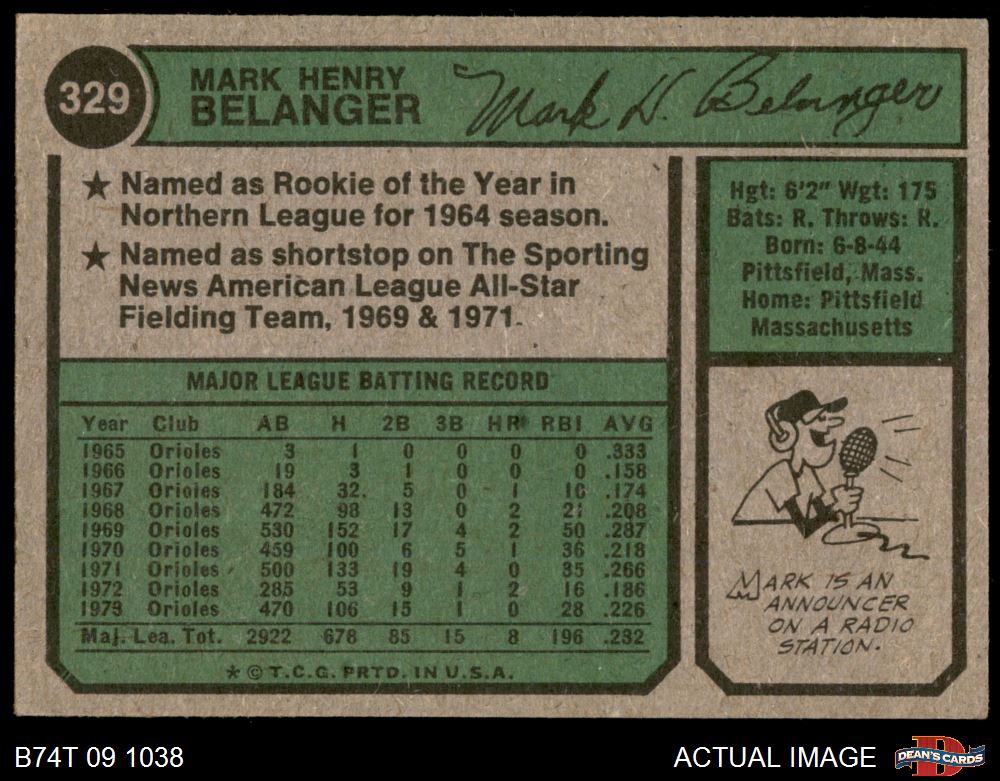 329
MARK HENRY
BELANGER
Mark H. Belanger
★ Named as Rookie of the Year in
Northern League for 1964 season.
★ Named as shortstop on The Sporting
News American League All-Star
Fielding Team, 1969 & 1971.
Hgt: 6'2" Wgt: 175
Bats: R. Throws: R.
Born: 6-8-44
Pittsfield, Mass.
Home: Pittsfield
Massachusetts
MAJOR LEAGUE BATTING RECORD
Year Club AB H 2B 3B HR RBI AVG
1965 Orioles 3 1 0 0 0 0 .333
1966 Orioles 19 3 1 0 0 0 .158
1967 Orioles 184 32 5 0 1 10 .174
1968 Orioles 472 98 13 0 2 21 .208
1969 Orioles 530 152 17 4 2 50 .287
1970 Orioles 459 100 6 5 1 36 .218
1971 Orioles 500 133 19 4 0 35 .266
1972 Orioles 285 53 9 1 2 16 .186
1973 Orioles 470 106 15 1 0 28 .226
Maj. Lea. Tot. 2922 678 85 15 8 196 .232
* © T.C.G. PRTD. IN U.S.A.
MARK IS AN
ANNOUNCER
ON A RADIO
STATION.
B74T 09 1038
ACTUAL IMAGE
DEAN'S CARDS